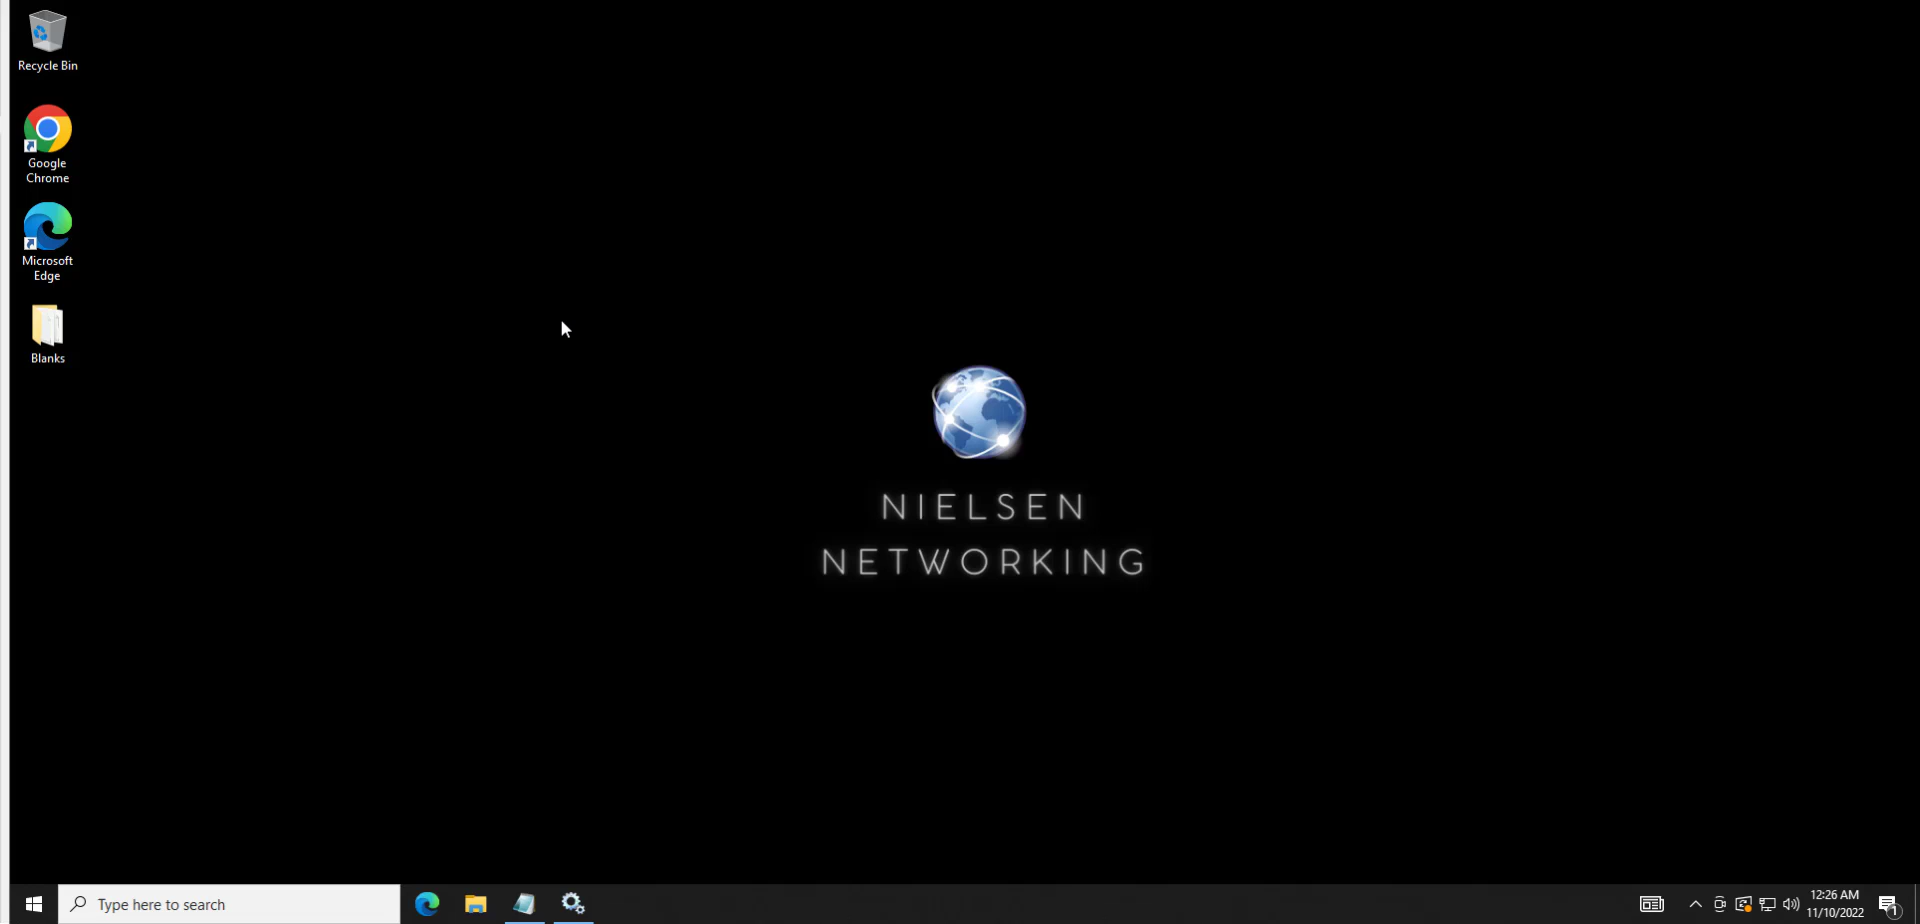 Recycle Bin
Google
Chrome
Microsoft
Edge
Blanks
NIELSEN
NETWORKING
Type here to search
12:26 AM
11/10/2022
1